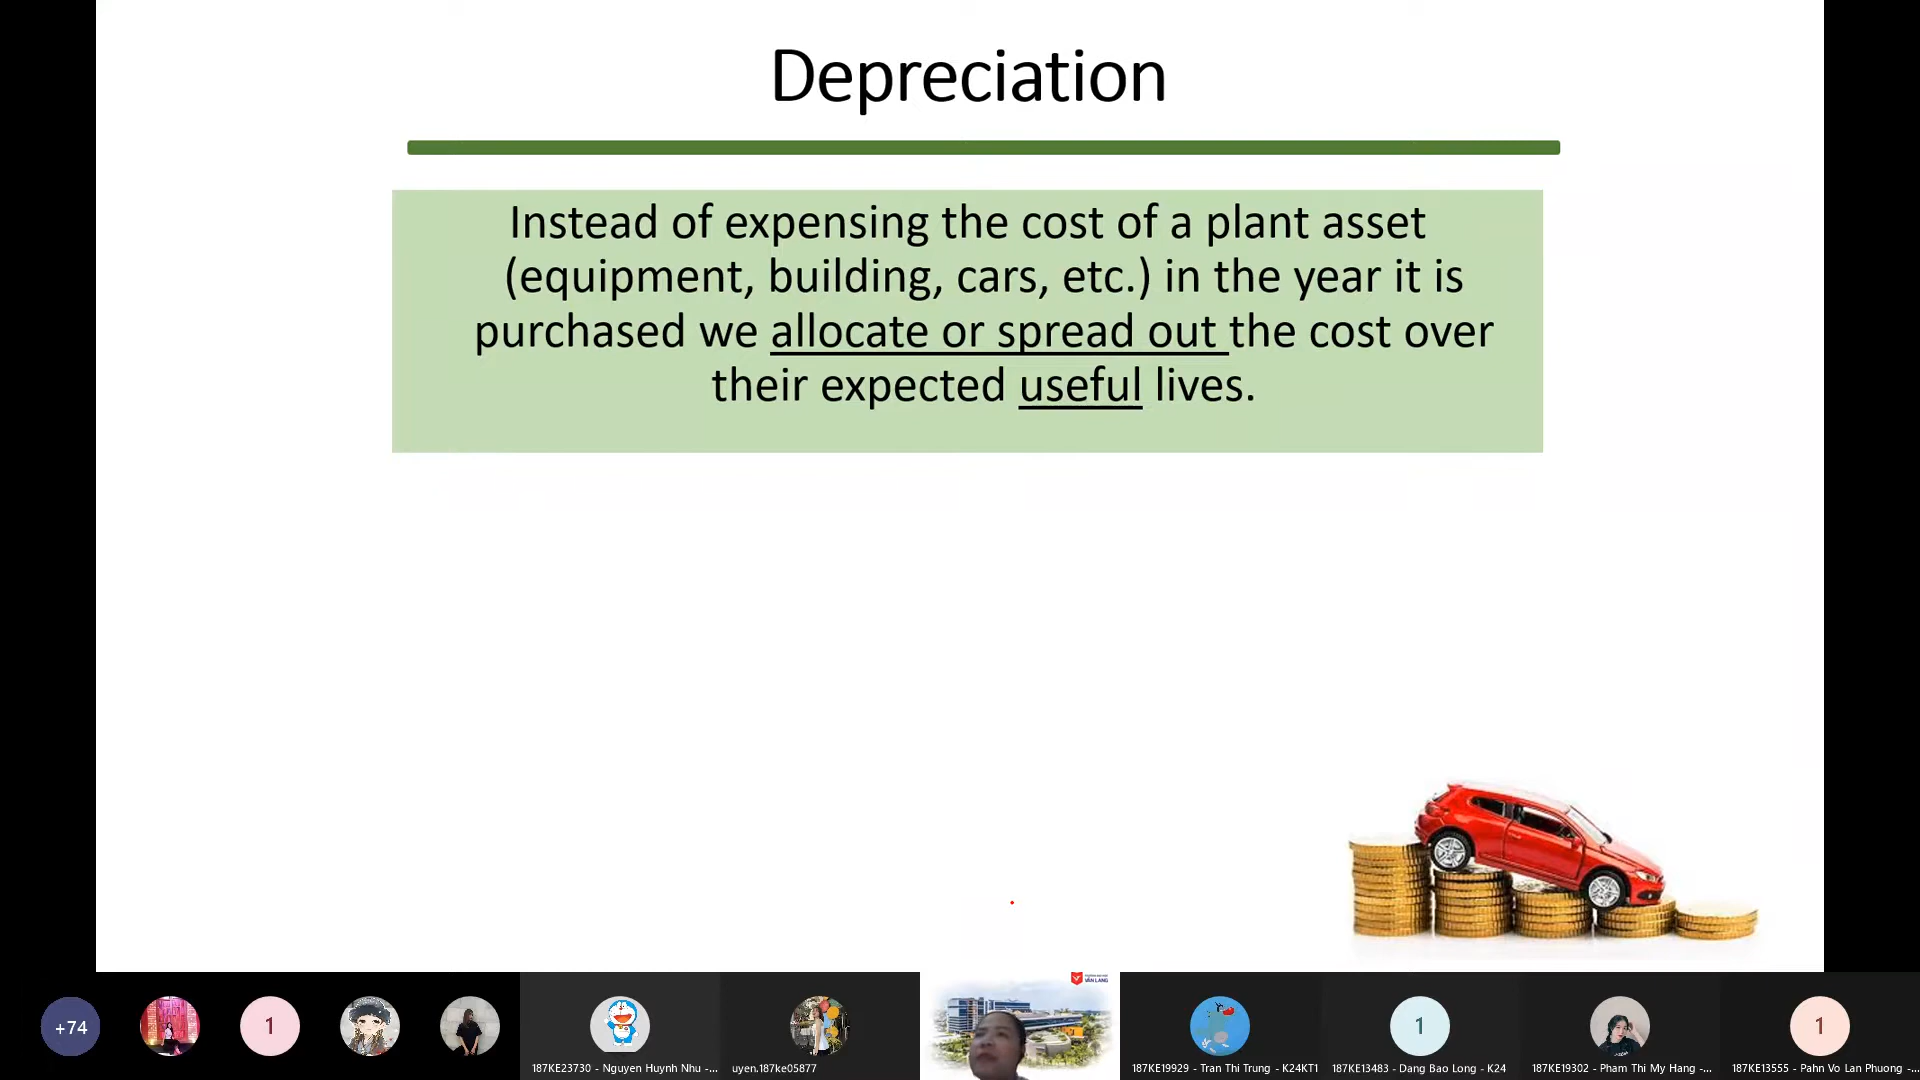 Depreciation
Instead of expensing the cost of a plant asset
(equipment, building, cars, etc.) in the year it is
purchased we allocate or spread out the cost over
their expected useful lives.
+74
1
187KE23730 - Nguyen Huynh Nhu -...
uyen.187ke05877
VĂN LANG
187KE19929 - Tran Thi Trung - K24KT1
1
187KE13483 - Dang Bao Long - K24
187KE19302 - Pham Thi My Hang -...
1
187KE13555 - Pahn Vo Lan Phuong -...